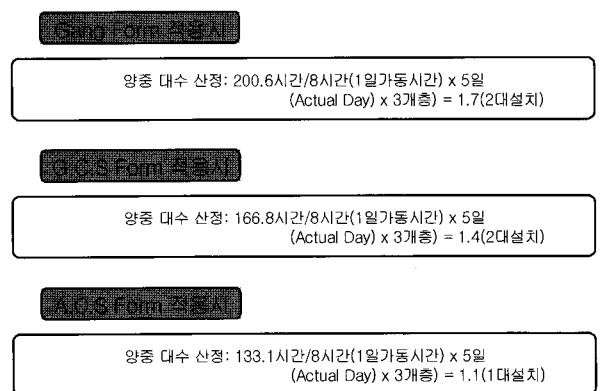 Gang Form 적용시
양중 대수 산정: 200.6시간/8시간(1일가동시간) x 5일
(Actual Day) x 3개층) = 1.7(2대설치)
G.C.S Form 적용시
양중 대수 산정: 166.8시간/8시간(1일가동시간) x 5일
(Actual Day) x 3개층) = 1.4(2대설치)
A.C.S Form 적용시
양중 대수 산정: 133.1시간/8시간(1일가동시간) x 5일
(Actual Day) x 3개층) = 1.1(1대설치)